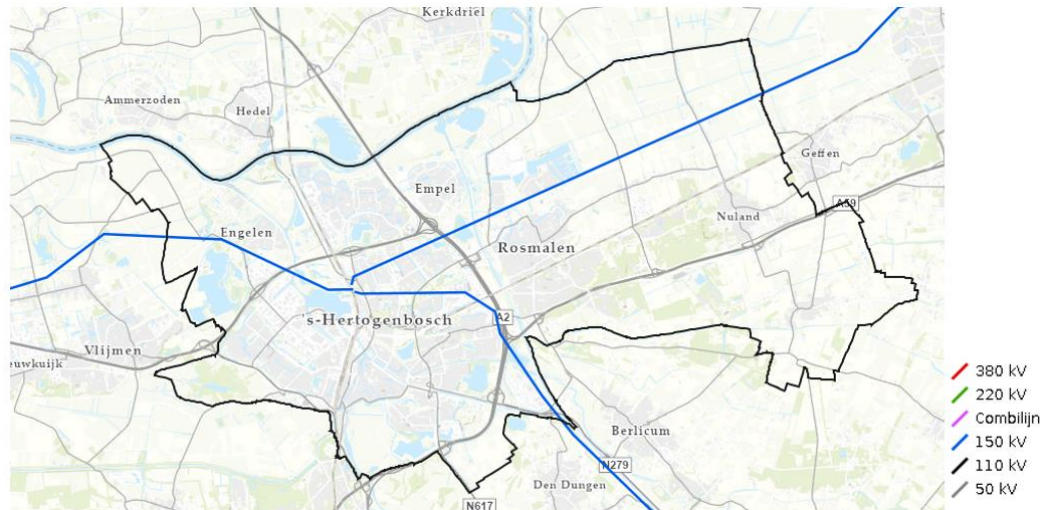 Kerkdriel
Ammerzoden
Hedel
Geffen
Empel
A59
Nuland
Engelen
Rosmalen
's-Hertogenbosch
A2
Vlijmen
euwkuijk
380 kV
220 kV
Combilijn
Berlicum
150 kV
N279
110 kV
Den Dungen
50 kV
N617